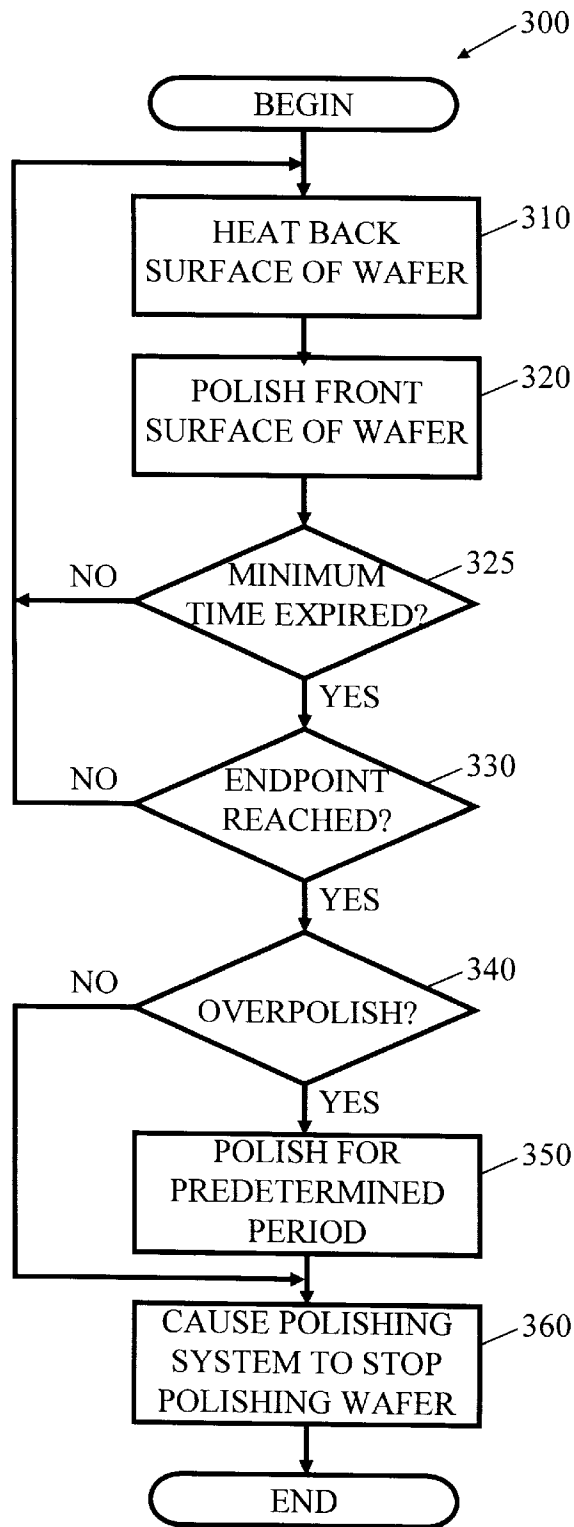 300
BEGIN
310
HEAT BACK
SURFACE OF WAFER
320
POLISH FRONT
SURFACE OF WAFER
325
NO
MINIMUM
TIME EXPIRED?
YES
330
NO
ENDPOINT
REACHED?
YES
340
NO
OVERPOLISH?
YES
350
POLISH FOR
PREDETERMINED
PERIOD
360
CAUSE POLISHING
SYSTEM TO STOP
POLISHING WAFER
END